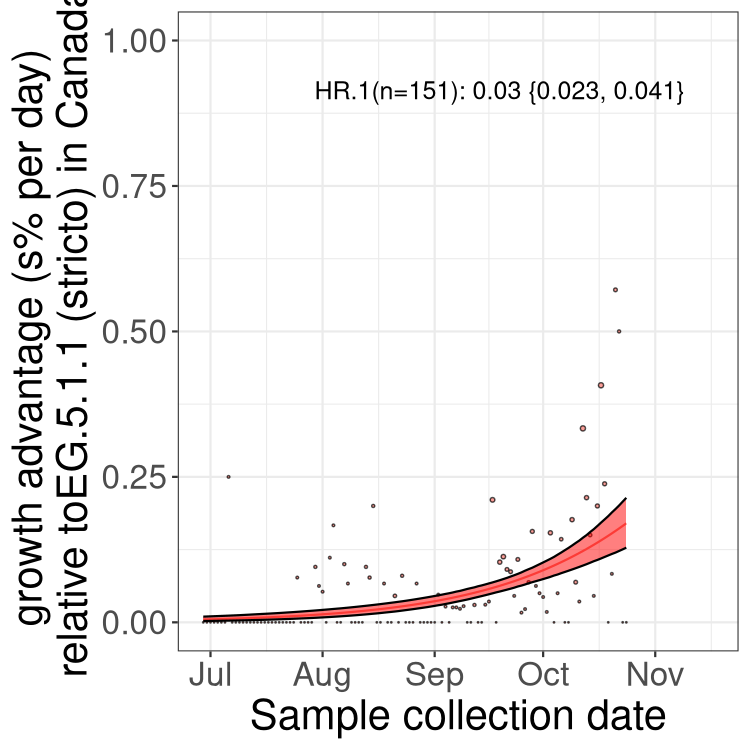 growth advantage (s% per day)
relative toEG.5.1.1 (stricto) in Canada
1.00
0.75
0.50
0.25
0.00
HR.1(n=151): 0.03 {0.023, 0.041}
Jul Aug Sep Oct Nov
Sample collection date